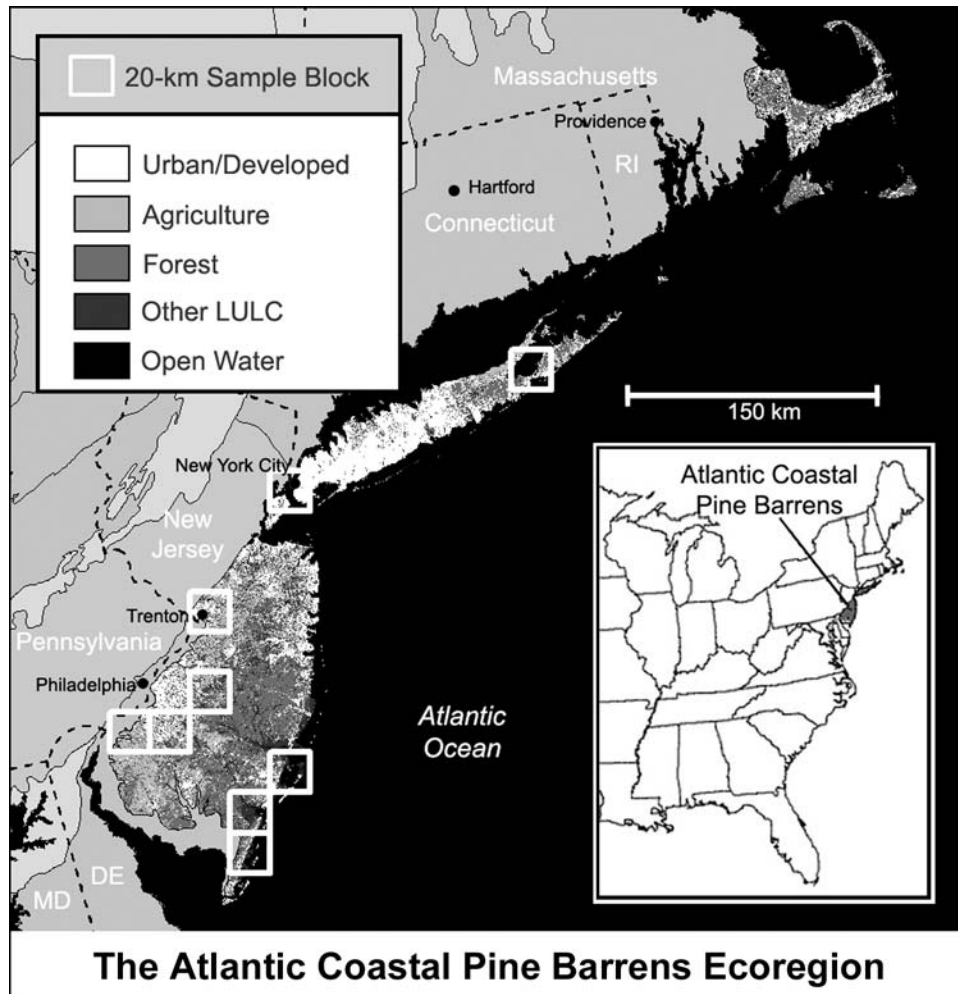 20-km Sample Block
Urban/Developed
Agriculture
Forest
Other LULC
Open Water
Massachusetts
Providence
RI
Hartford
Connecticut
150 km
New York City
New
Jersey
Trenton
Pennsylvania
Philadelphia
Atlantic
Ocean
DE
MD
Atlantic Coastal
Pine Barrens
The Atlantic Coastal Pine Barrens Ecoregion